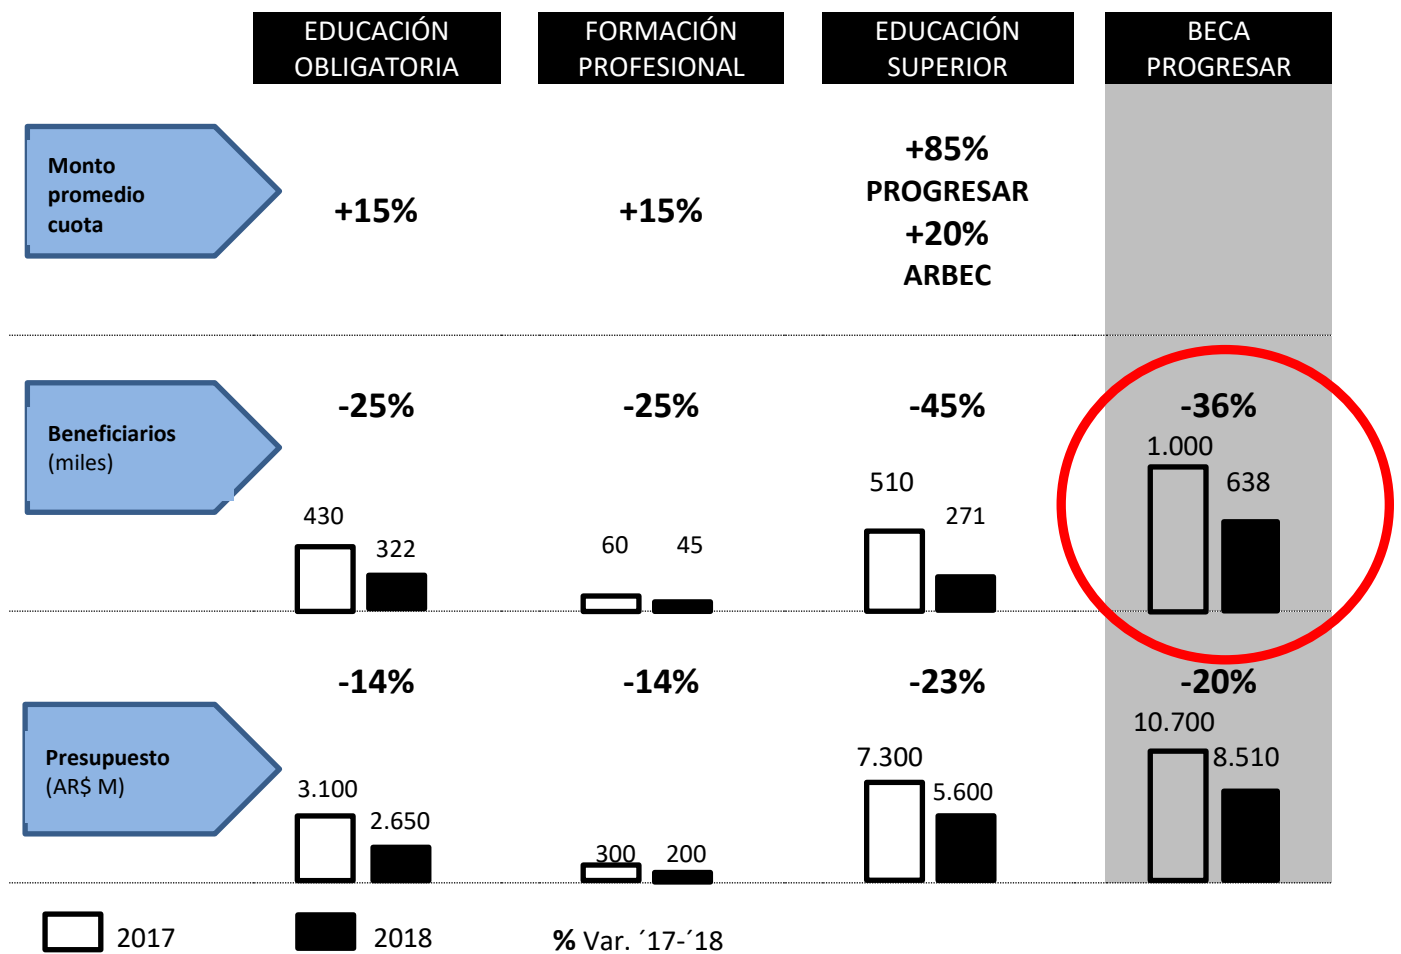 EDUCACIÓN
OBLIGATORIA
FORMACIÓN
PROFESIONAL
EDUCACIÓN
SUPERIOR
BECA
PROGRESAR
Monto
promedio
cuota
+15%
+15%
+85%
PROGRESAR
+20%
ARBEC
Beneficiarios
(miles)
-25%
430
322
-25%
60
45
-45%
510
271
-36%
1.000
638
Presupuesto
(AR$ M)
-14%
3.100
2.650
-14%
300
200
-23%
7.300
5.600
-20%
10.700
8.510
2017
2018
% Var. ´17-´18